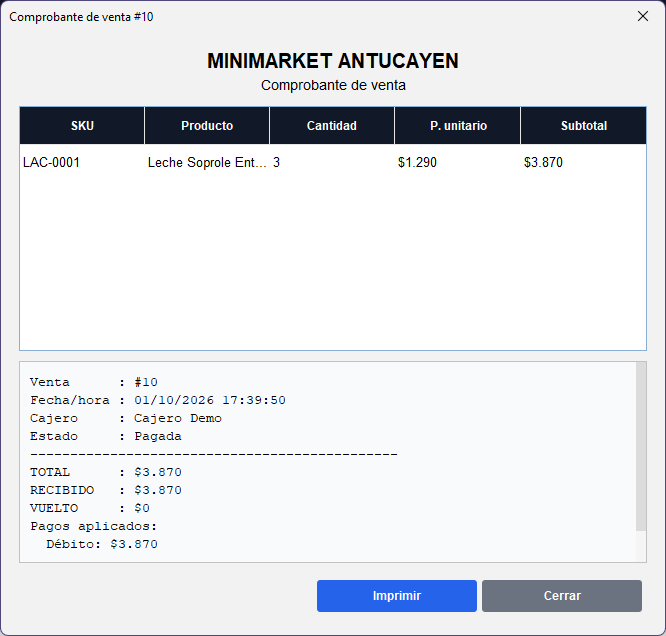 Comprobante de venta #10
MINIMARKET ANTUCAYEN
Comprobante de venta
SKU Producto Cantidad P. unitario Subtotal
LAC-0001 Leche Soprole Ent... 3 $1.290 $3.870
Venta : #10
Fecha/hora : 01/10/2026 17:39:50
Cajero : Cajero Demo
Estado : Pagada
----------------------------------------------
TOTAL : $3.870
RECIBIDO : $3.870
VUELTO : $0
Pagos aplicados:
Débito: $3.870
Imprimir Cerrar